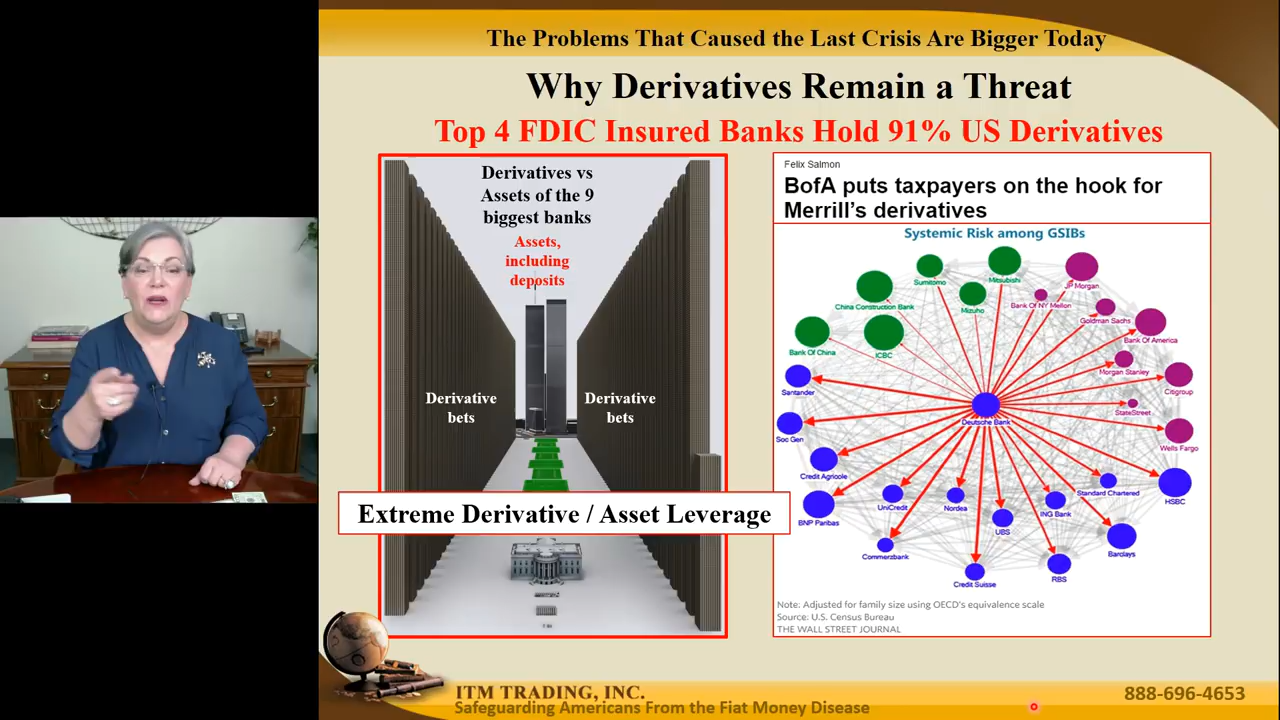 The Problems That Caused the Last Crisis Are Bigger Today
Why Derivatives Remain a Threat
Top 4 FDIC Insured Banks Hold 91% US Derivatives
Derivatives vs
Assets of the 9
biggest banks
Assets,
including
deposits
Derivative
bets
Derivative
bets
Extreme Derivative / Asset Leverage
Felix Salmon
BofA puts taxpayers on the hook for
Merrill's derivatives
Systemic Risk among GSIBs
Sumitomo
Mitsubishi
JP Morgan
China Construction Bank
Mizuho
Bank Of NY Mellon
Goldman Sachs
Bank Of America
Bank Of China
ICBC
Morgan Stanley
Santander
Citigroup
StateStreet
Deutsche Bank
Soc Gen
Wells Fargo
Credit Agricole
Standard Chartered
HSBC
BNP Paribas
UniCredit
Nordea
ING Bank
UBS
Commerzbank
Barclays
Credit Suisse
RBS
Note: Adjusted for family size using OECD's equivalence scale
Source: U.S. Census Bureau
THE WALL STREET JOURNAL
ITM TRADING, INC.
888-696-4653
Safeguarding Americans From the Fiat Money Disease